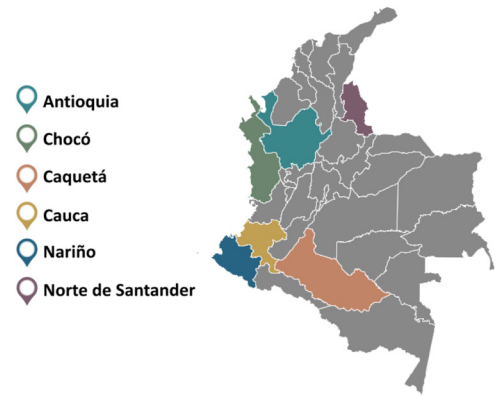 Antioquia
Chocó
Caquetá
Cauca
Nariño
Norte de Santander